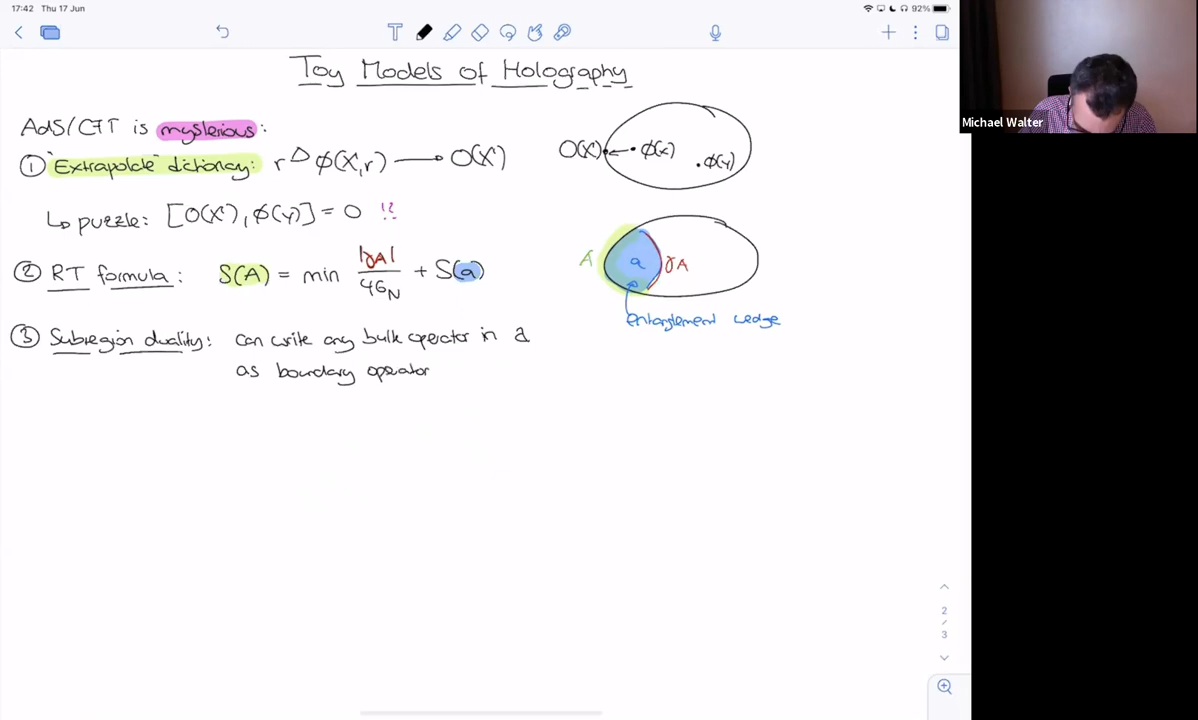 17:42 Thu 17 Jun
92%
Toy Models of Holography
AdS/CFT is mysterious:
① "Extrapolate" dictionary: r^Δ ϕ(X,r) → O(X)
O(X) ← ϕ(x) ϕ(y)
↳ puzzle: [O(X), ϕ(y)] = 0 !?
② RT formula: S(A) = min |γA|/4G_N + S(a)
A a γA
entanglement wedge
③ Subregion duality: can write any bulk operator in a
as boundary operator
2
/
3
Michael Walter